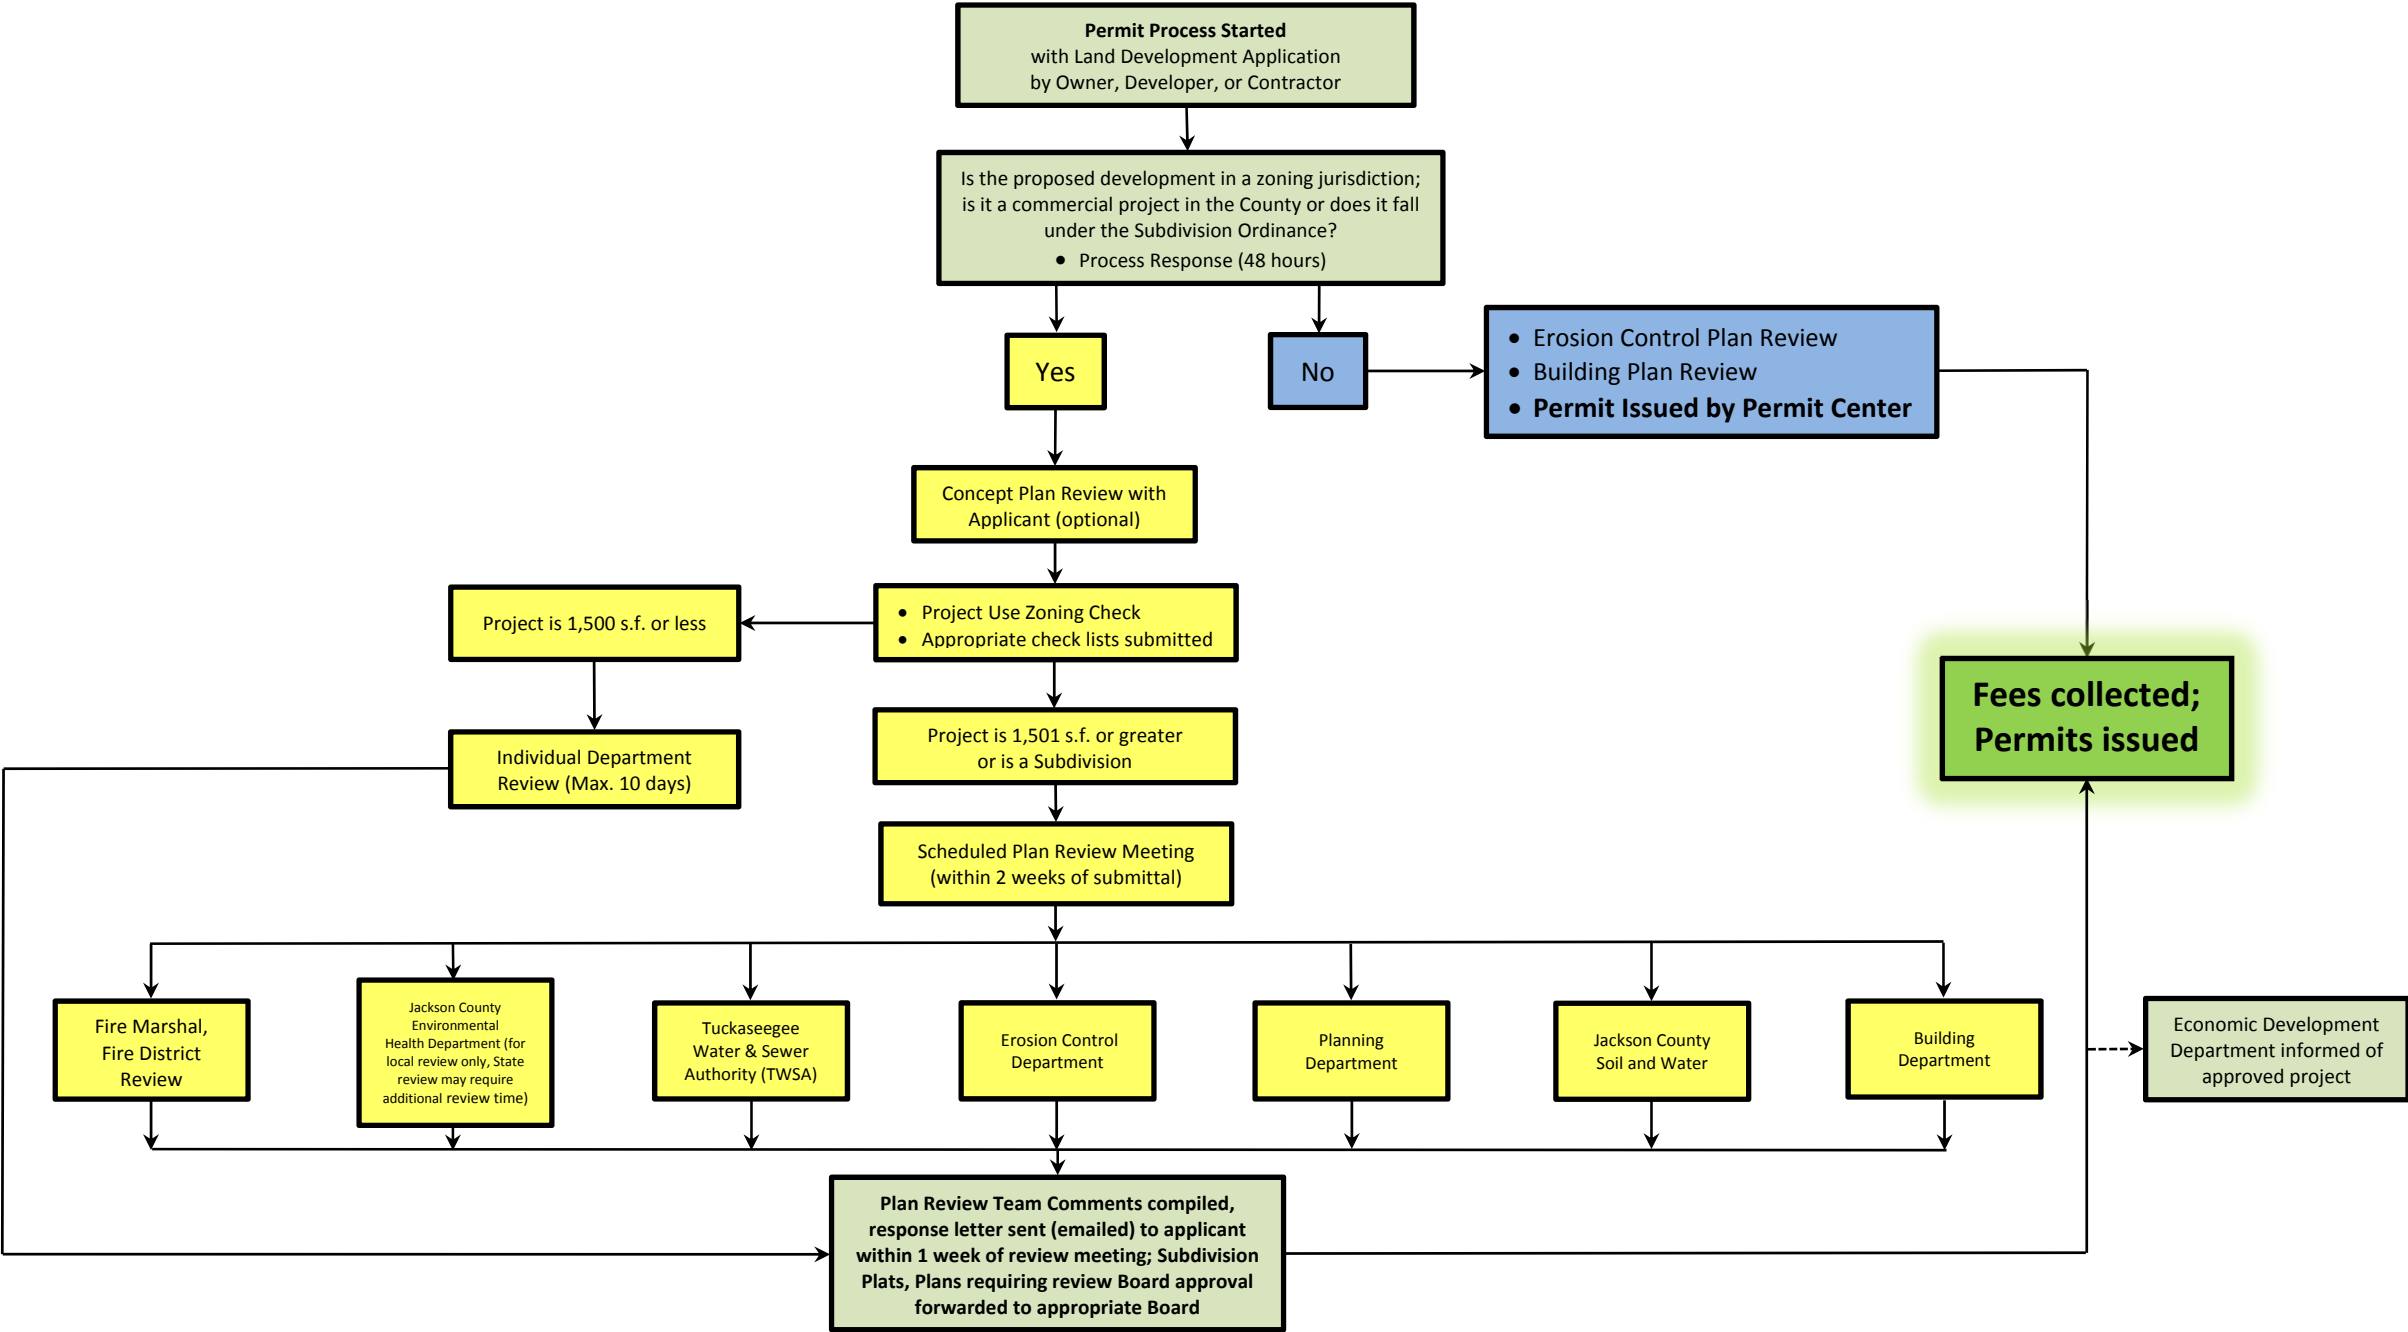 Permit Process Started
with Land Development Application
by Owner, Developer, or Contractor
Is the proposed development in a zoning jurisdiction;
is it a commercial project in the County or does it fall
under the Subdivision Ordinance?
• Process Response (48 hours)
Yes
No
• Erosion Control Plan Review
• Building Plan Review
• Permit Issued by Permit Center
Concept Plan Review with
Applicant (optional)
Project is 1,500 s.f. or less
• Project Use Zoning Check
• Appropriate check lists submitted
Fees collected;
Permits issued
Individual Department
Review (Max. 10 days)
Project is 1,501 s.f. or greater
or is a Subdivision
Scheduled Plan Review Meeting
(within 2 weeks of submittal)
Fire Marshal,
Fire District
Review
Jackson County
Environmental
Health Department (for
local review only, State
review may require
additional review time)
Tuckaseegee
Water & Sewer
Authority (TWSA)
Erosion Control
Department
Planning
Department
Jackson County
Soil and Water
Building
Department
Economic Development
Department informed of
approved project
Plan Review Team Comments compiled,
response letter sent (emailed) to applicant
within 1 week of review meeting; Subdivision
Plats, Plans requiring review Board approval
forwarded to appropriate Board